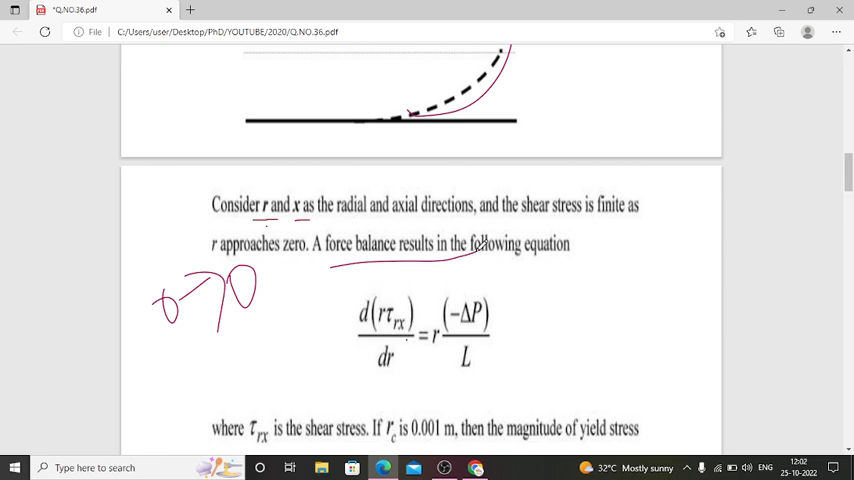 *Q.NO.36.pdf
File | C:/Users/user/Desktop/PhD/YOUTUBE/2020/Q.NO.36.pdf
Consider r and x as the radial and axial directions, and the shear stress is finite as
r approaches zero. A force balance results in the following equation
d(rτrx)/dr = r (−ΔP)/L
where τrx is the shear stress. If rc is 0.001 m, then the magnitude of yield stress
Type here to search
32°C Mostly sunny
ENG
12:02
25-10-2022